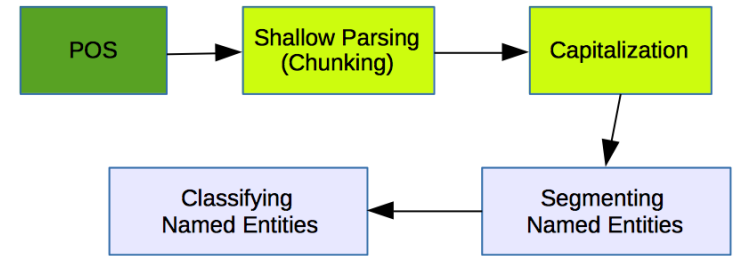 POS
Shallow Parsing
(Chunking)
Capitalization
Segmenting
Named Entities
Classifying
Named Entities